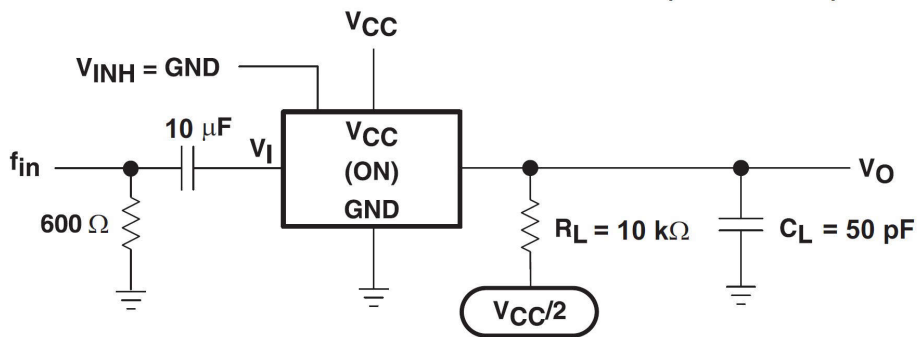 VCC
VINH = GND
10 μF
VI
VCC
(ON)
GND
fin
600 Ω
VO
RL = 10 kΩ
CL = 50 pF
VCC/2